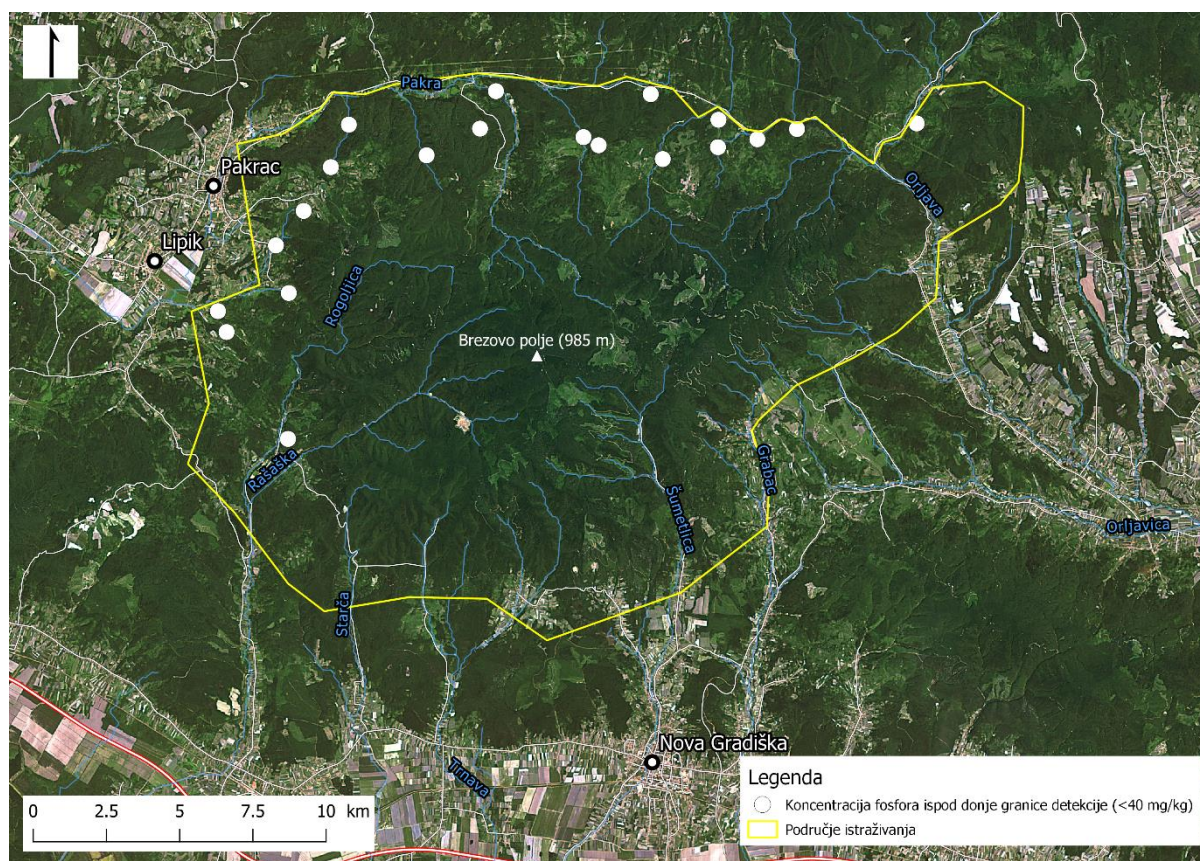 Pakra
Pakrac
Orljava
Lipik
Rogoljica
Brezovo polje (985 m)
Rašaška
Grabac
Šumetlica
Orljavica
Starča
Nova Gradiška
Trnava
Legenda
Koncentracija fosfora ispod donje granice detekcije (<40 mg/kg)
Područje istraživanja
0 2.5 5 7.5 10 km